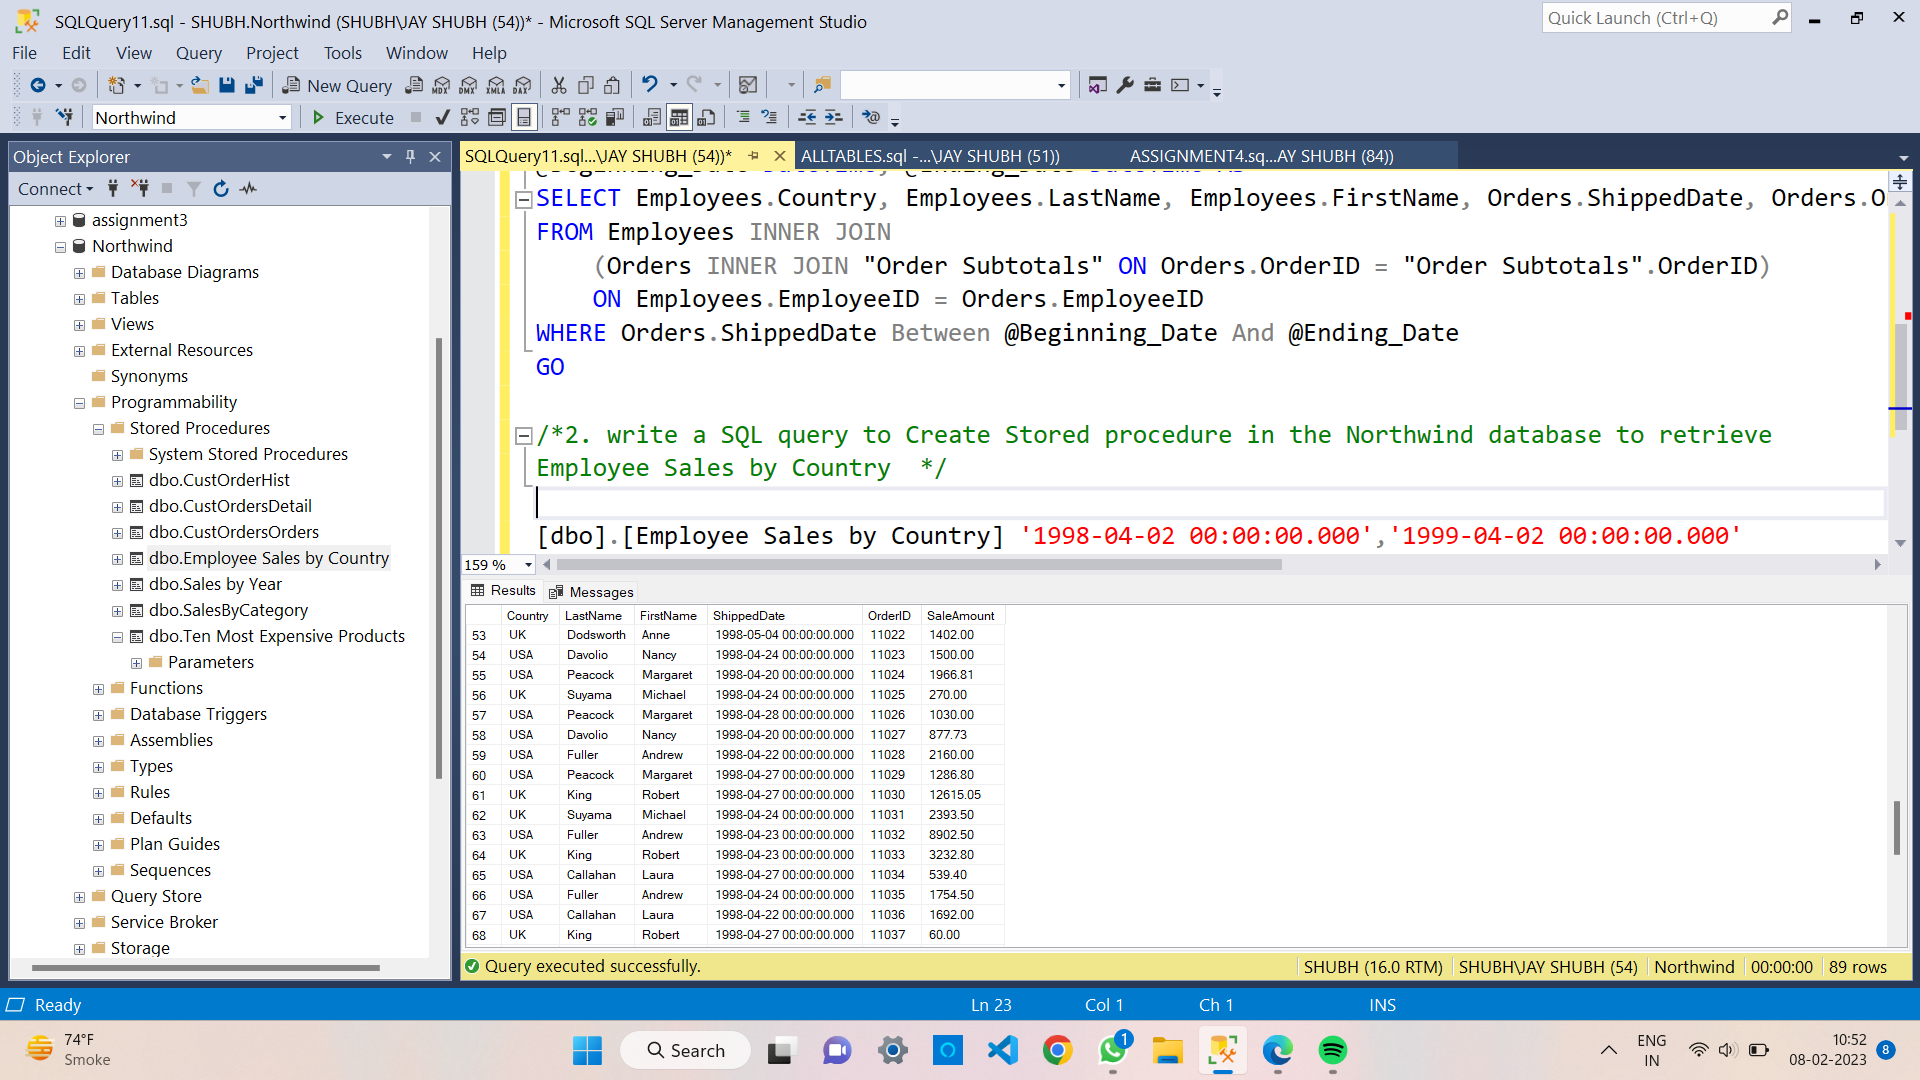 SQLQuery11.sql - SHUBH.Northwind (SHUBH\JAY SHUBH (54))* - Microsoft SQL Server Management Studio
Quick Launch (Ctrl+Q)
File Edit View Query Project Tools Window Help
New Query
MDX DMX XMLA DAX
Northwind
Execute
Object Explorer
SQLQuery11.sql...\JAY SHUBH (54))* ALLTABLES.sql -...\JAY SHUBH (51)) ASSIGNMENT4.sq...AY SHUBH (84))
Connect
assignment3
Northwind
Database Diagrams
Tables
Views
External Resources
Synonyms
Programmability
Stored Procedures
System Stored Procedures
dbo.CustOrderHist
dbo.CustOrdersDetail
dbo.CustOrdersOrders
dbo.Employee Sales by Country
dbo.Sales by Year
dbo.SalesByCategory
dbo.Ten Most Expensive Products
Parameters
Functions
Database Triggers
Assemblies
Types
Rules
Defaults
Plan Guides
Sequences
Query Store
Service Broker
Storage
@Beginning_Date DateTime, @Ending_Date DateTime AS
SELECT Employees.Country, Employees.LastName, Employees.FirstName, Orders.ShippedDate, Orders.O
FROM Employees INNER JOIN
(Orders INNER JOIN "Order Subtotals" ON Orders.OrderID = "Order Subtotals".OrderID)
ON Employees.EmployeeID = Orders.EmployeeID
WHERE Orders.ShippedDate Between @Beginning_Date And @Ending_Date
GO
/*2. write a SQL query to Create Stored procedure in the Northwind database to retrieve
Employee Sales by Country  */
[dbo].[Employee Sales by Country] '1998-04-02 00:00:00.000','1999-04-02 00:00:00.000'
159 %
Results Messages
Country LastName FirstName ShippedDate OrderID SaleAmount
53 UK Dodsworth Anne 1998-05-04 00:00:00.000 11022 1402.00
54 USA Davolio Nancy 1998-04-24 00:00:00.000 11023 1500.00
55 USA Peacock Margaret 1998-04-20 00:00:00.000 11024 1966.81
56 UK Suyama Michael 1998-04-24 00:00:00.000 11025 270.00
57 USA Peacock Margaret 1998-04-28 00:00:00.000 11026 1030.00
58 USA Davolio Nancy 1998-04-20 00:00:00.000 11027 877.73
59 USA Fuller Andrew 1998-04-22 00:00:00.000 11028 2160.00
60 USA Peacock Margaret 1998-04-27 00:00:00.000 11029 1286.80
61 UK King Robert 1998-04-27 00:00:00.000 11030 12615.05
62 UK Suyama Michael 1998-04-24 00:00:00.000 11031 2393.50
63 USA Fuller Andrew 1998-04-23 00:00:00.000 11032 8902.50
64 UK King Robert 1998-04-23 00:00:00.000 11033 3232.80
65 USA Callahan Laura 1998-04-27 00:00:00.000 11034 539.40
66 USA Fuller Andrew 1998-04-24 00:00:00.000 11035 1754.50
67 USA Callahan Laura 1998-04-22 00:00:00.000 11036 1692.00
68 UK King Robert 1998-04-27 00:00:00.000 11037 60.00
Query executed successfully. SHUBH (16.0 RTM) SHUBH\JAY SHUBH (54) Northwind 00:00:00 89 rows
Ready Ln 23 Col 1 Ch 1 INS
74°F
Smoke
Search
1
ENG
IN
10:52
08-02-2023
8